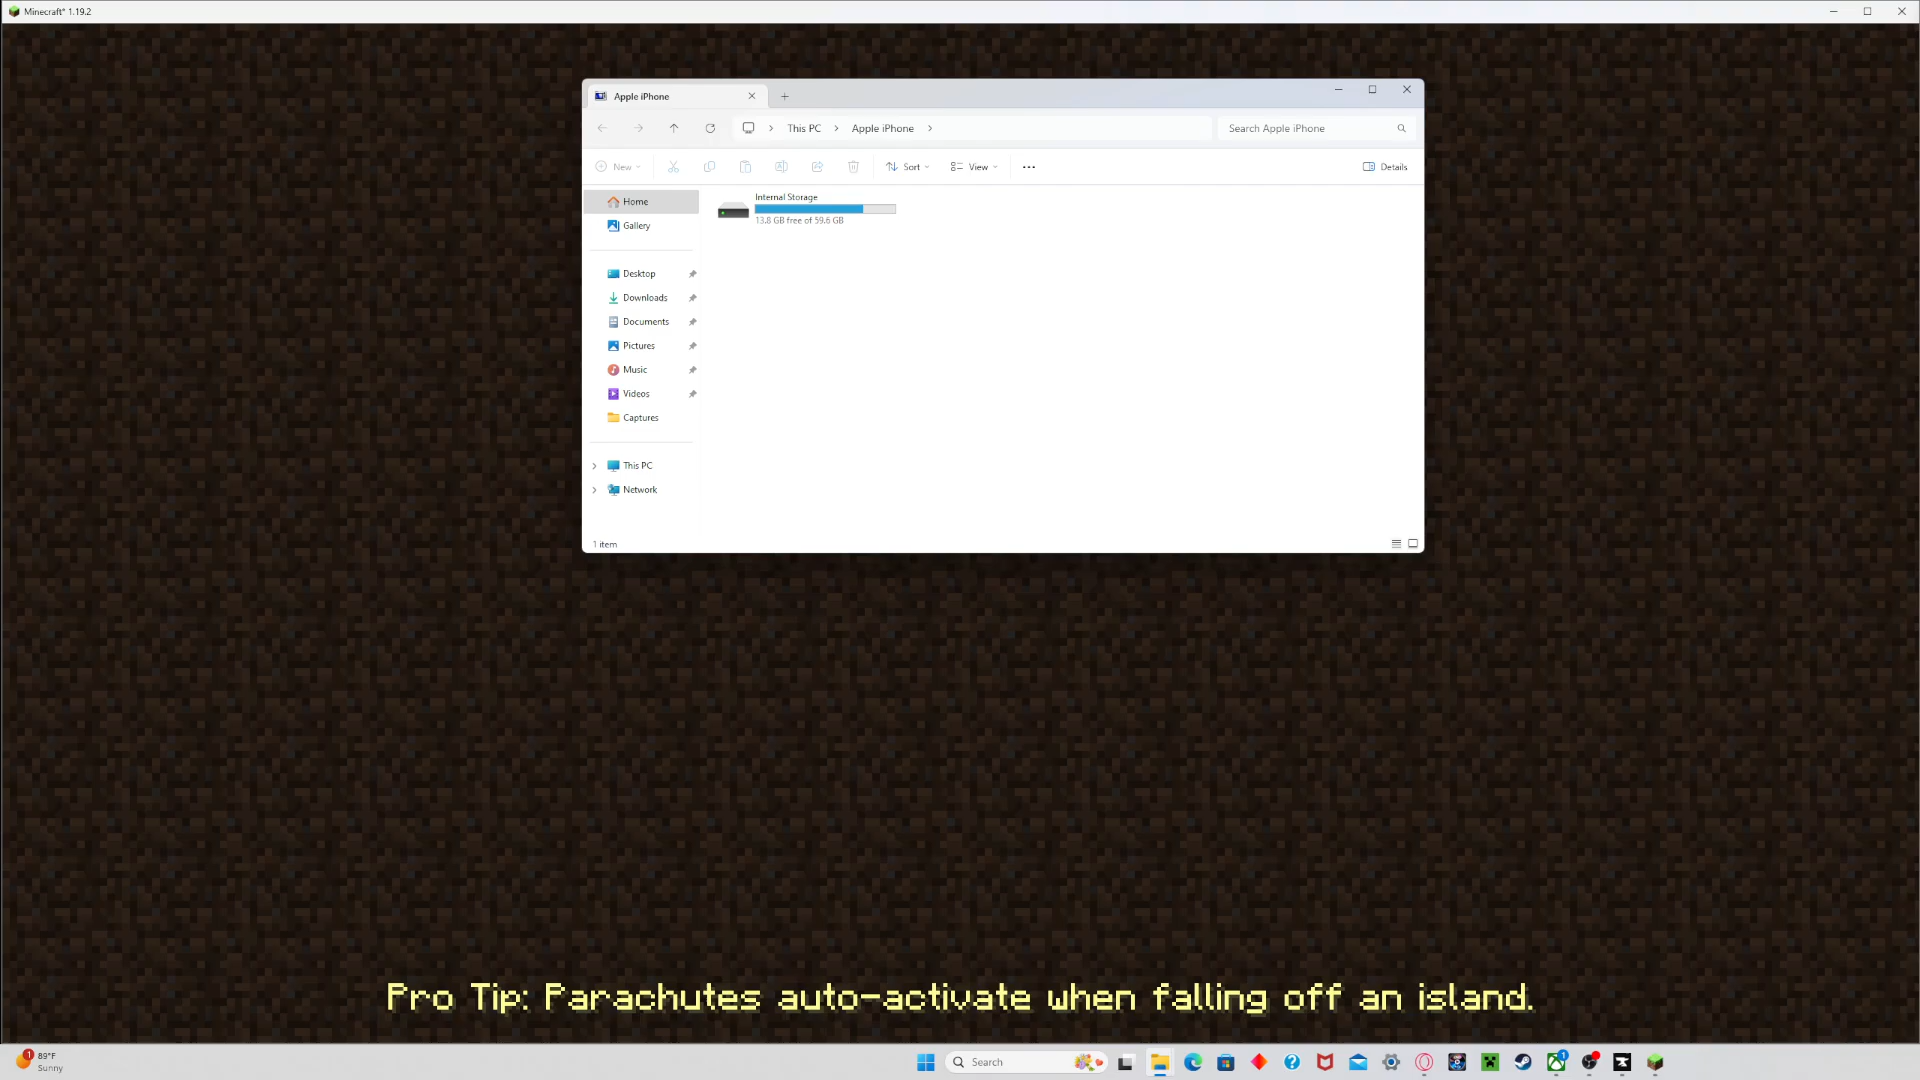 Minecraft* 1.19.2
Apple iPhone
This PC > Apple iPhone >
Search Apple iPhone
New
Sort
View
Details
Home
Gallery
Desktop
Downloads
Documents
Pictures
Music
Videos
Captures
This PC
Network
Internal Storage
13.8 GB free of 59.6 GB
1 item
Pro Tip: Parachutes auto-activate when falling off an island.
1
89°F
Sunny
Search
1